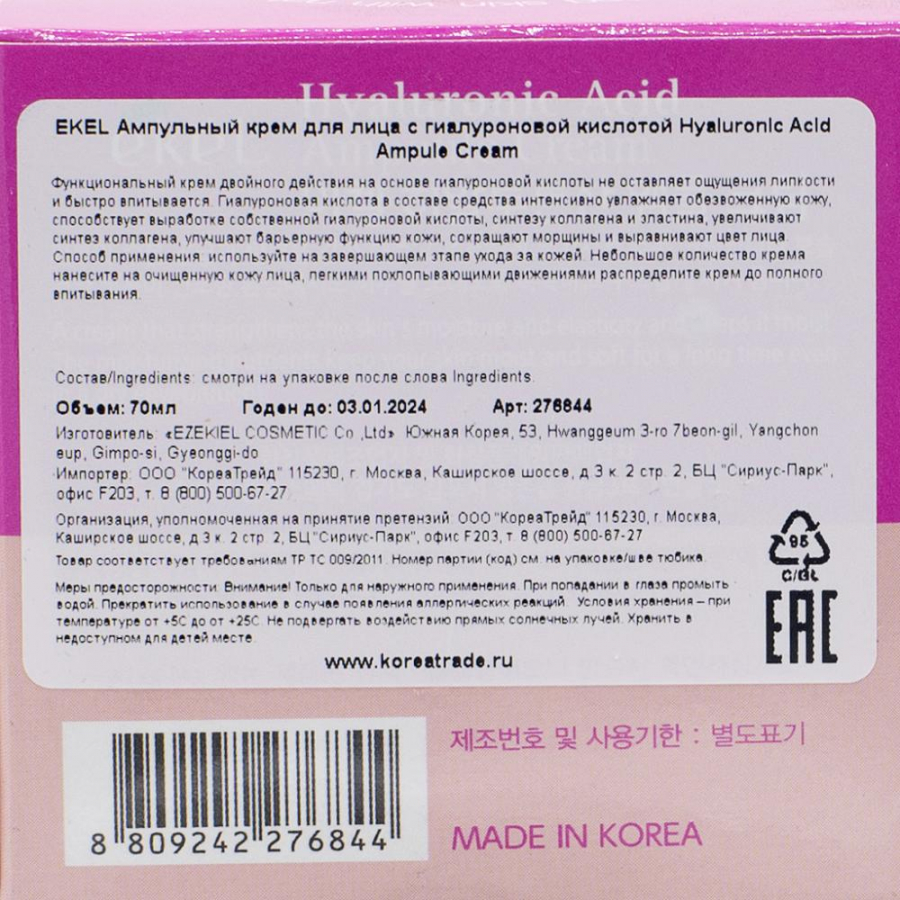 Hyaluronic Acid
EKEL Ампульный крем для лица с гиалуроновой кислотой Hyaluronic Acid
Ampule Cream
Функциональный крем двойного действия на основе гиалуроновой кислоты не оставляет ощущения липкости
и быстро впитывается. Гиалуроновая кислота в составе средства интенсивно увлажняет обезвоженную кожу,
способствует выработке собственной гиалуроновой кислоты, синтезу коллагена и эластина, увеличивают
синтез коллагена, улучшают барьерную функцию кожи, сокращают морщины и выравнивают цвет лица.
Способ применения: используйте на завершающем этапе ухода за кожей. Небольшое количество крема
нанесите на очищенную кожу лица, легкими похлопывающими движениями распределите крем до полного
впитывания.
Состав/Ingredients: смотри на упаковке после слова Ingredients.
Объем: 70мл Годен до: 03.01.2024 Арт: 276844
Изготовитель: «EZEKIEL COSMETIC Co.,Ltd» Южная Корея, 53, Hwanggeum 3-ro 7beon-gil, Yangchon
eup, Gimpo-si, Gyeonggi-do
Импортер: ООО "КореаТрейд" 115230, г. Москва, Каширское шоссе, д 3 к. 2 стр. 2, БЦ "Сириус-Парк",
офис F203, т. 8 (800) 500-67-27
Организация, уполномоченная на принятие претензий: ООО "КореаТрейд" 115230, г. Москва,
Каширское шоссе, д 3 к. 2 стр. 2, БЦ "Сириус-Парк", офис F203, т. 8 (800) 500-67-27
Товар соответствует требованиям ТР ТС 009/2011. Номер партии (код) см. на упаковке/шве тюбика.
Меры предосторожности: Внимание! Только для наружного применения. При попадании в глаза промыть
водой. Прекратить использование в случае появления аллергических реакций. Условия хранения – при
температуре от +5С до от +25С. Не подвергать воздействию прямых солнечных лучей. Хранить в
недоступном для детей месте.
www.koreatrade.ru
95
C/GL
EAC
제조번호 및 사용기한 : 별도표기
8 809242 276844
MADE IN KOREA